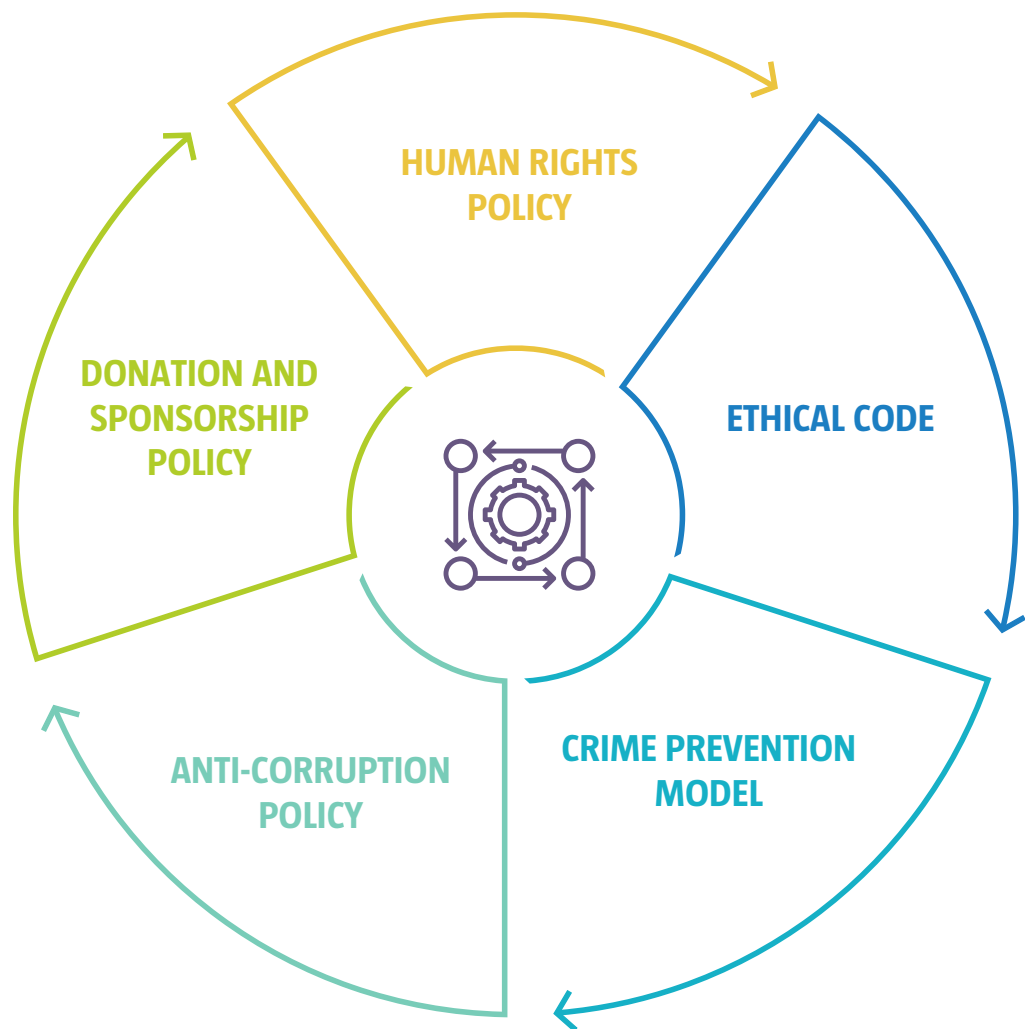 HUMAN RIGHTS
POLICY
ETHICAL CODE
CRIME PREVENTION
MODEL
ANTI-CORRUPTION
POLICY
DONATION AND
SPONSORSHIP
POLICY